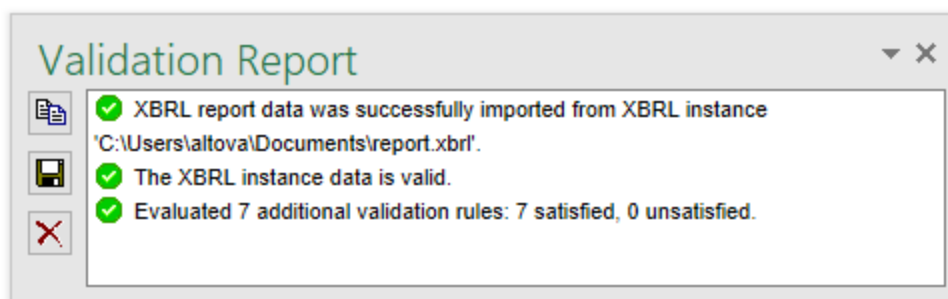 Validation Report
XBRL report data was successfully imported from XBRL instance
'C:\Users\altova\Documents\report.xbrl'.
The XBRL instance data is valid.
Evaluated 7 additional validation rules: 7 satisfied, 0 unsatisfied.